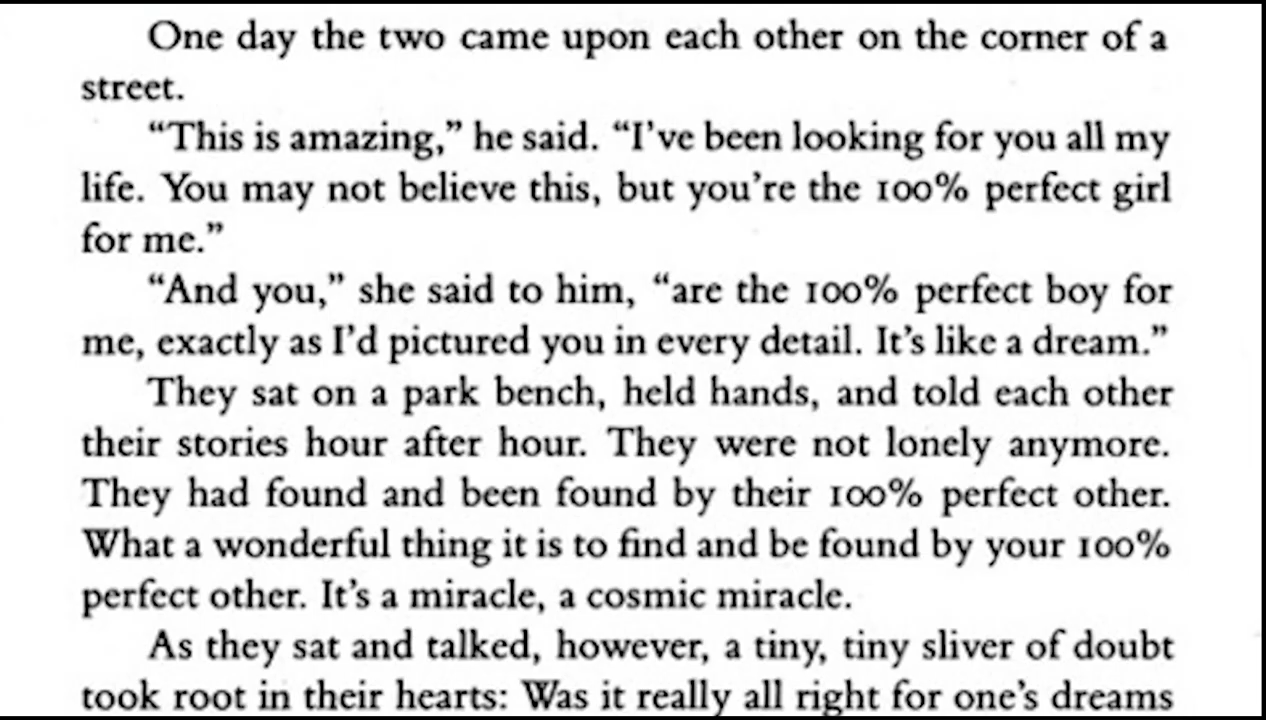 One day the two came upon each other on the corner of a
street.
“This is amazing,” he said. “I’ve been looking for you all my
life. You may not believe this, but you’re the 100% perfect girl
for me.”
“And you,” she said to him, “are the 100% perfect boy for
me, exactly as I’d pictured you in every detail. It’s like a dream.”
They sat on a park bench, held hands, and told each other
their stories hour after hour. They were not lonely anymore.
They had found and been found by their 100% perfect other.
What a wonderful thing it is to find and be found by your 100%
perfect other. It’s a miracle, a cosmic miracle.
As they sat and talked, however, a tiny, tiny sliver of doubt
took root in their hearts: Was it really all right for one’s dreams